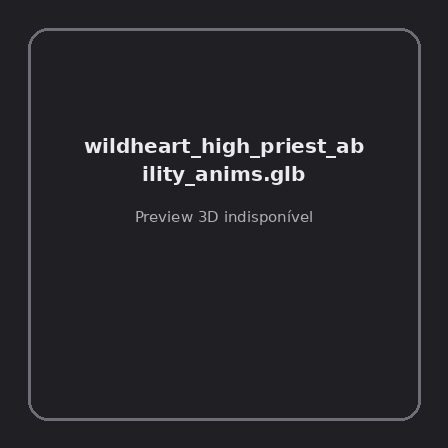 wildheart_high_priest_ab
ility_anims.glb
Preview 3D indisponível